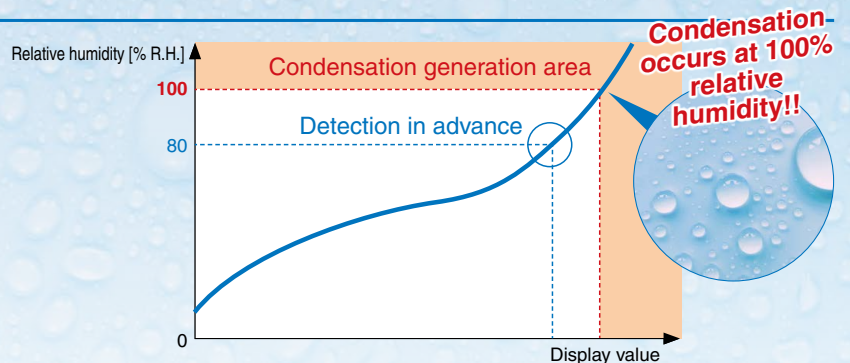 Condensation
occurs at 100%
relative
humidity!!
Relative humidity [% R.H.]
Condensation generation area
100
Detection in advance
80
0
Display value